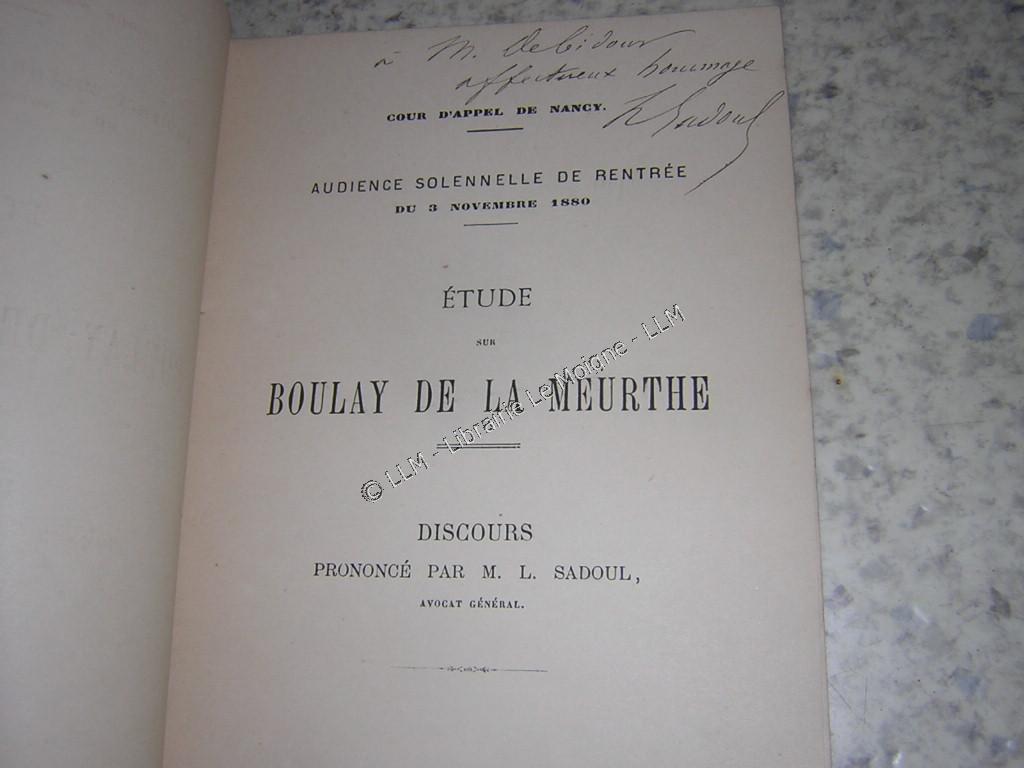 à M. Debidour
affectueux hommage
L Sadoul
COUR D'APPEL DE NANCY.
AUDIENCE SOLENNELLE DE RENTRÉE
DU 3 NOVEMBRE 1880
ÉTUDE
SUR
BOULAY DE LA MEURTHE
© LLM - Librairie Le Moigne - LLM
DISCOURS
PRONONCÉ PAR M. L. SADOUL,
AVOCAT GÉNÉRAL.